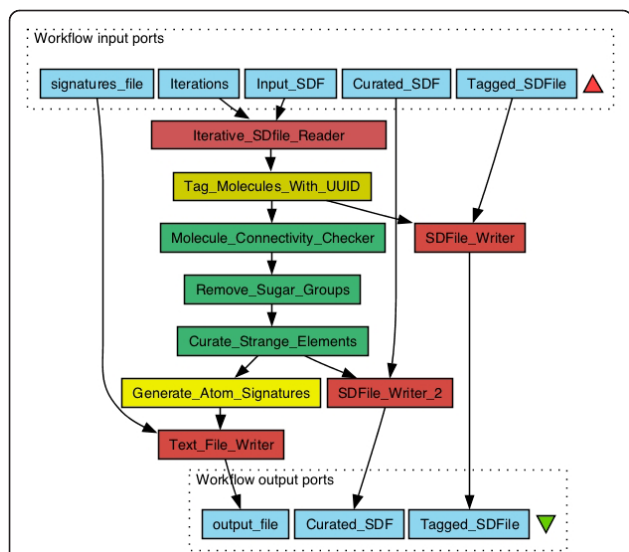 Workflow input ports
signatures_file
Iterations
Input_SDF
Curated_SDF
Tagged_SDFile
Iterative_SDfile_Reader
Tag_Molecules_With_UUID
Molecule_Connectivity_Checker
SDFile_Writer
Remove_Sugar_Groups
Curate_Strange_Elements
Generate_Atom_Signatures
SDFile_Writer_2
Text_File_Writer
Workflow output ports
output_file
Curated_SDF
Tagged_SDFile